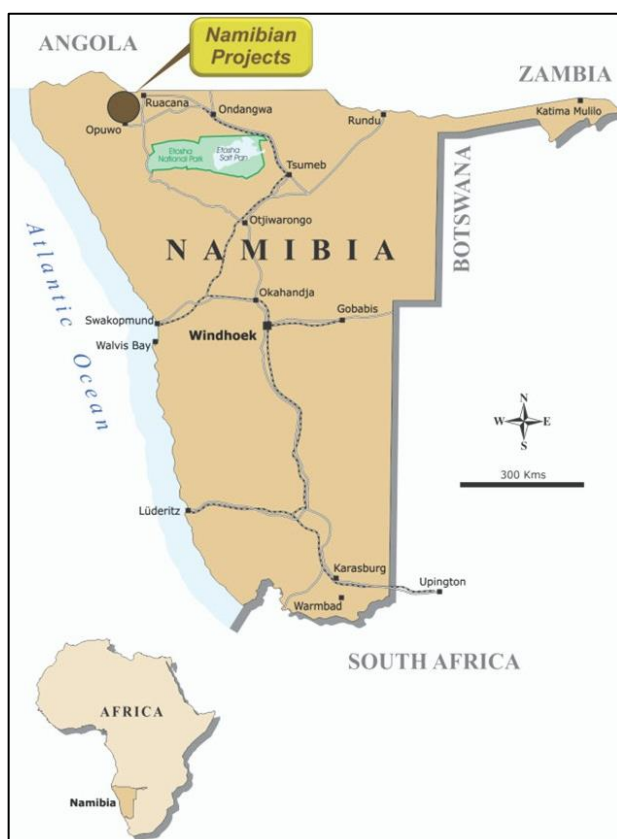 ANGOLA
Namibian
Projects
ZAMBIA
Ruacana
Ondangwa
Opuwo
Rundu
Katima Mulilo
Etosha
National Park
Etosha
Salt Pan
Tsumeb
BOTSWANA
Otjiwarongo
NAMIBIA
Atlantic Ocean
Okahandja
Swakopmund
Gobabis
Windhoek
Walvis Bay
N
W
E
S
300 Kms
Lüderitz
Karasburg
Upington
Warmbad
SOUTH AFRICA
AFRICA
Namibia